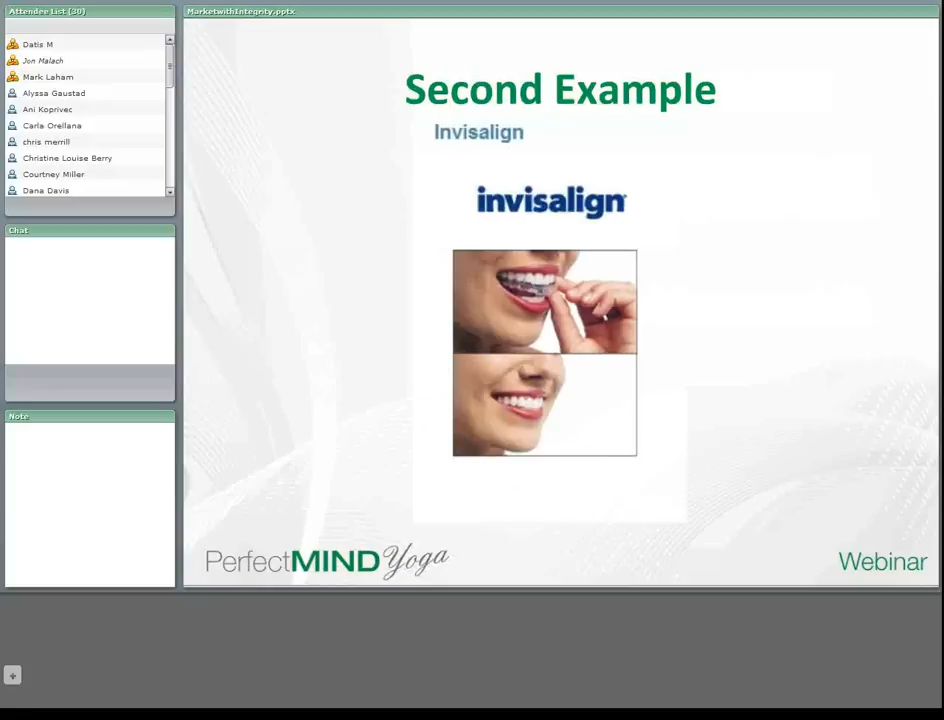 Attendee List (30)
Datis M
Jon Malach
Mark Laham
Alyssa Gaustad
Ani Koprivec
Carla Orellana
chris merrill
Christine Louise Berry
Courtney Miller
Dana Davis
Chat
Note
MarketwithIntegrity.pptx
Second Example
Invisalign
invisalign
PerfectMIND Yoga
Webinar